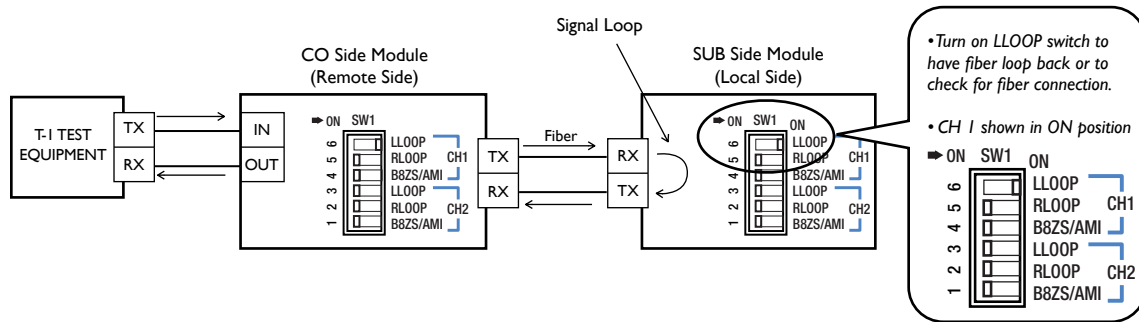 Signal Loop
CO Side Module
(Remote Side)
SUB Side Module
(Local Side)
T-1 TEST
EQUIPMENT
TX
RX
IN
OUT
➠ ON SW1
6 LLOOP
5 RLOOP
4 B8ZS/AMI
CH1
3 LLOOP
2 RLOOP
1 B8ZS/AMI
CH2
TX
RX
Fiber
RX
TX
➠ ON SW1 ON
6 LLOOP
5 RLOOP
4 B8ZS/AMI
CH1
3 LLOOP
2 RLOOP
1 B8ZS/AMI
CH2
•Turn on LLOOP switch to
have fiber loop back or to
check for fiber connection.
• CH 1 shown in ON position
➠ ON SW1 ON
6 LLOOP
5 RLOOP
4 B8ZS/AMI
CH1
3 LLOOP
2 RLOOP
1 B8ZS/AMI
CH2